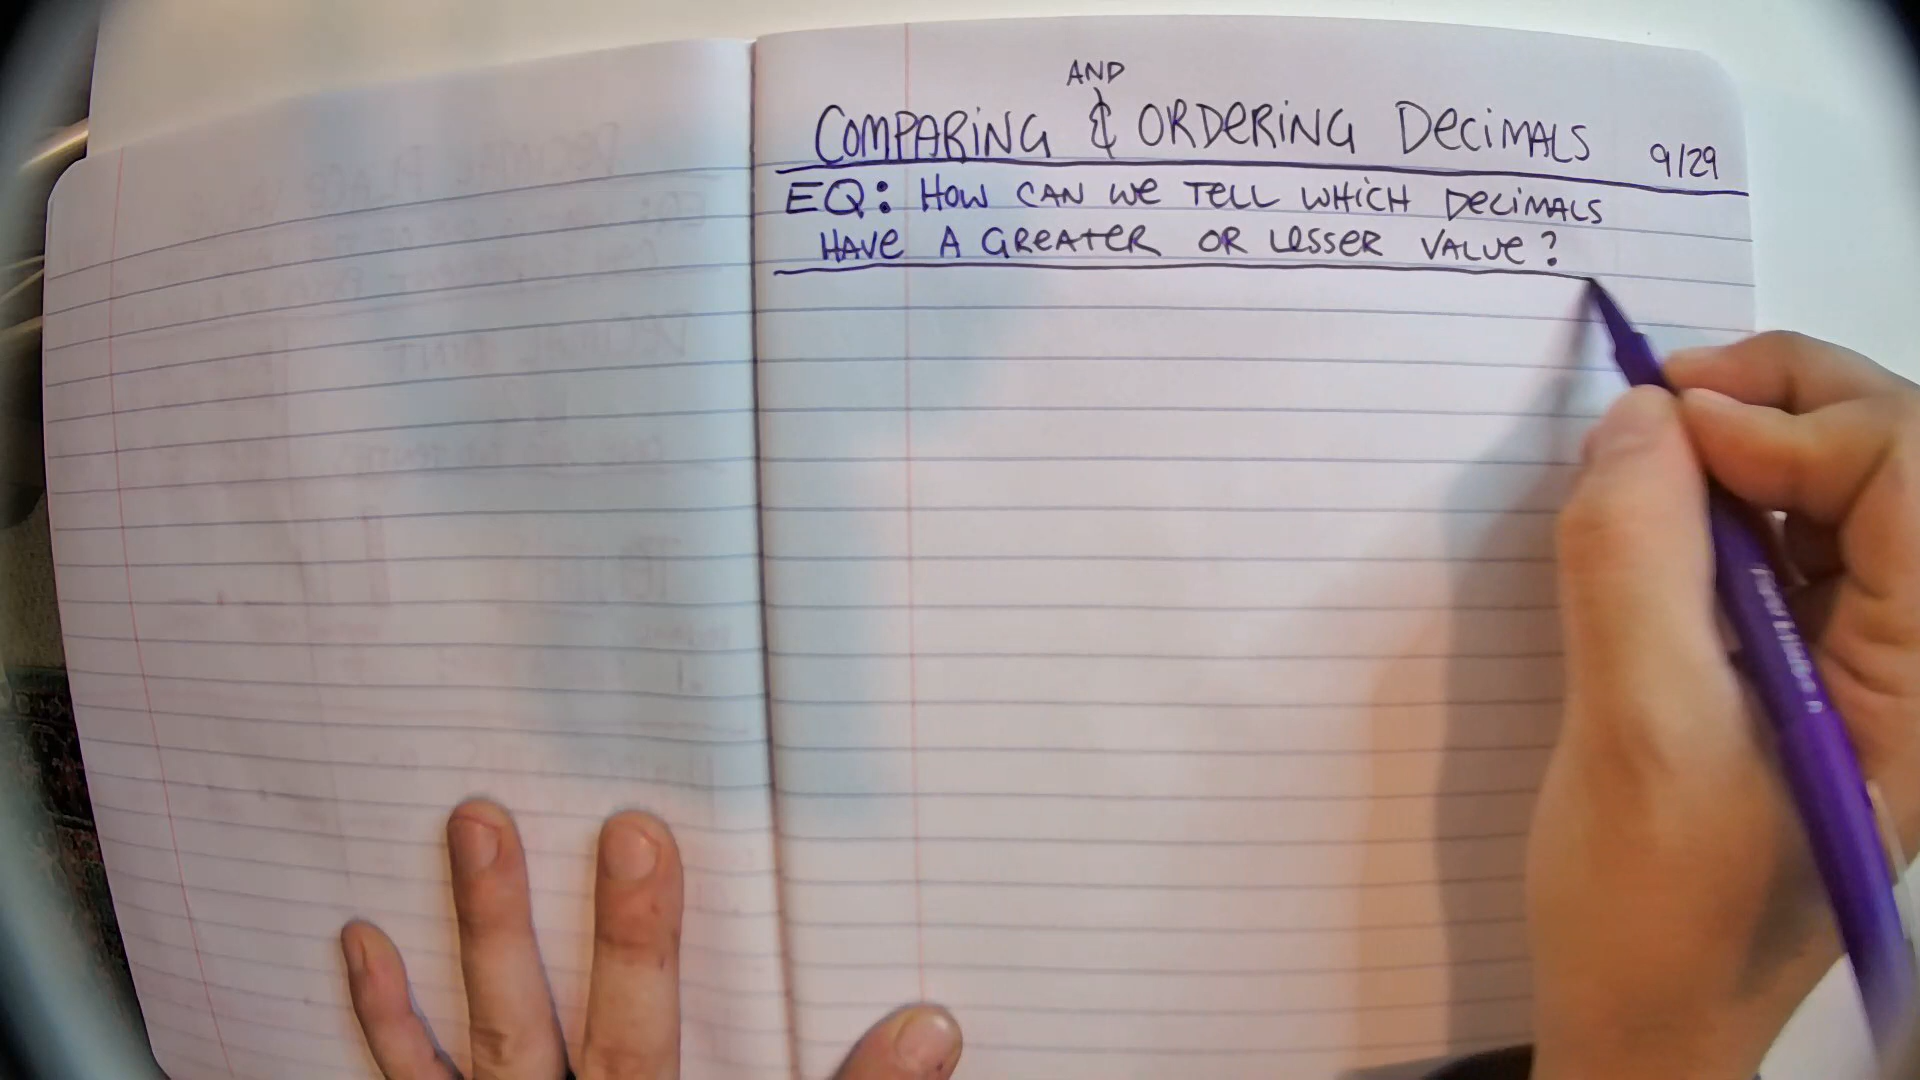 AND
COMPARING & ORDERING DECIMALS 9/29
EQ: HOW CAN WE TELL WHICH DECIMALS
HAVE A GREATER OR LESSER VALUE?